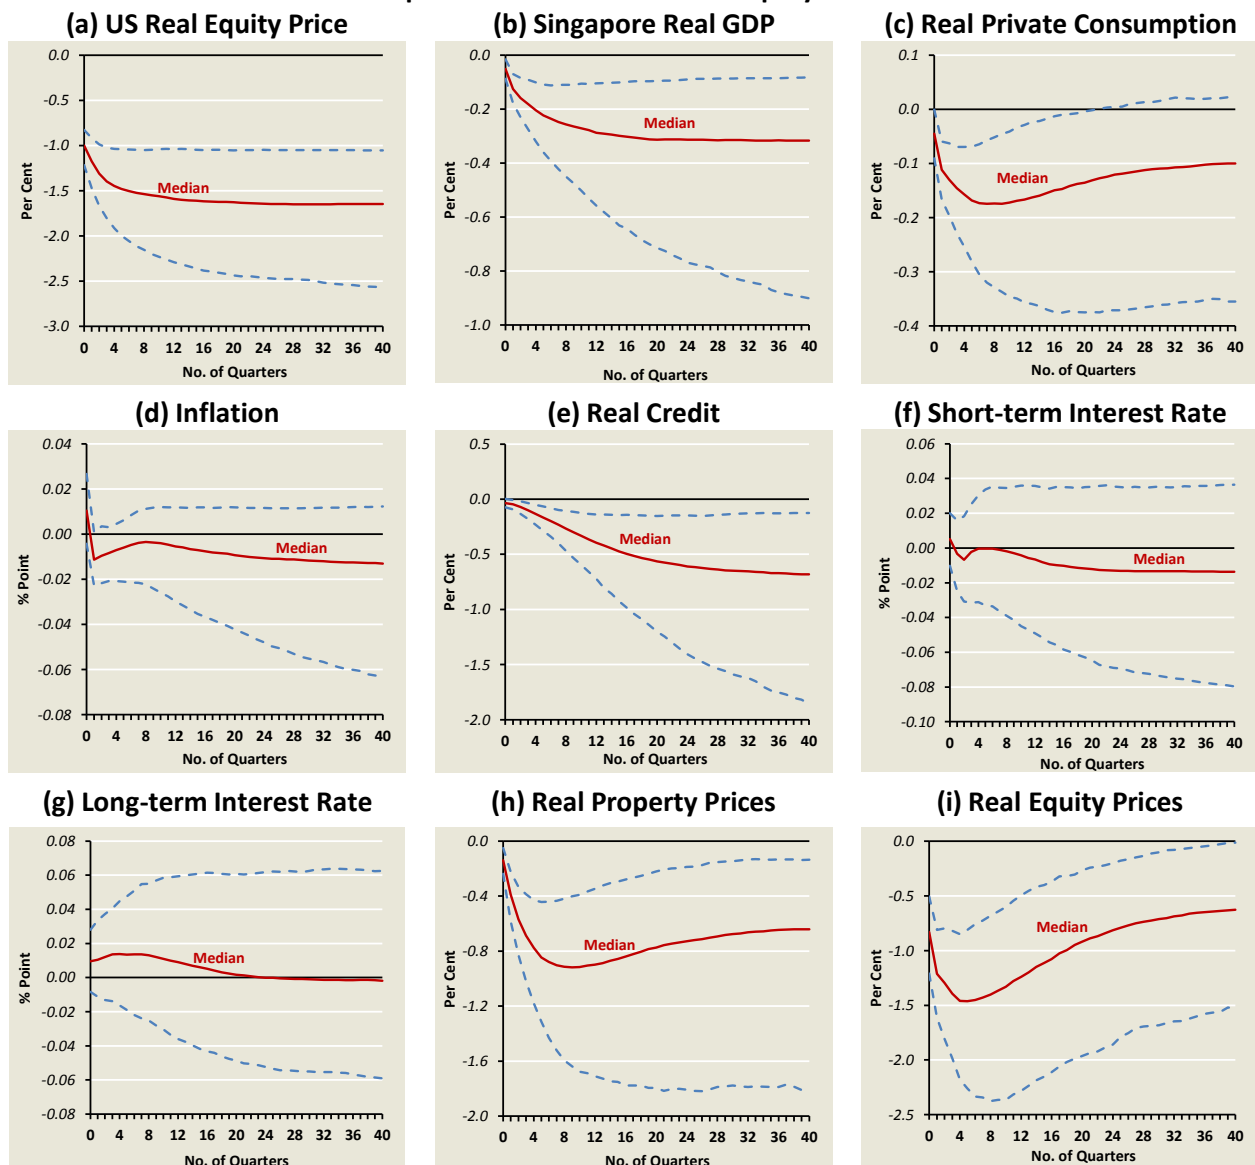 (a) US Real Equity Price
0.0
-0.5
-1.0
-1.5
-2.0
-2.5
-3.0
Per Cent
Median
0 4 8 12 16 20 24 28 32 36 40
No. of Quarters
(b) Singapore Real GDP
0.0
-0.2
-0.4
-0.6
-0.8
-1.0
Per Cent
Median
0 4 8 12 16 20 24 28 32 36 40
No. of Quarters
(c) Real Private Consumption
0.1
0.0
-0.1
-0.2
-0.3
-0.4
Per Cent
Median
0 4 8 12 16 20 24 28 32 36 40
No. of Quarters
(d) Inflation
0.04
0.02
0.00
-0.02
-0.04
-0.06
-0.08
% Point
Median
0 4 8 12 16 20 24 28 32 36 40
No. of Quarters
(e) Real Credit
0.5
0.0
-0.5
-1.0
-1.5
-2.0
Per Cent
Median
0 4 8 12 16 20 24 28 32 36 40
No. of Quarters
(f) Short-term Interest Rate
0.06
0.04
0.02
0.00
-0.02
-0.04
-0.06
-0.08
-0.10
% Point
Median
0 4 8 12 16 20 24 28 32 36 40
No. of Quarters
(g) Long-term Interest Rate
0.08
0.06
0.04
0.02
0.00
-0.02
-0.04
-0.06
-0.08
% Point
Median
0 4 8 12 16 20 24 28 32 36 40
No. of Quarters
(h) Real Property Prices
0.0
-0.4
-0.8
-1.2
-1.6
-2.0
Per Cent
Median
0 4 8 12 16 20 24 28 32 36 40
No. of Quarters
(i) Real Equity Prices
0.0
-0.5
-1.0
-1.5
-2.0
-2.5
Per Cent
Median
0 4 8 12 16 20 24 28 32 36 40
No. of Quarters